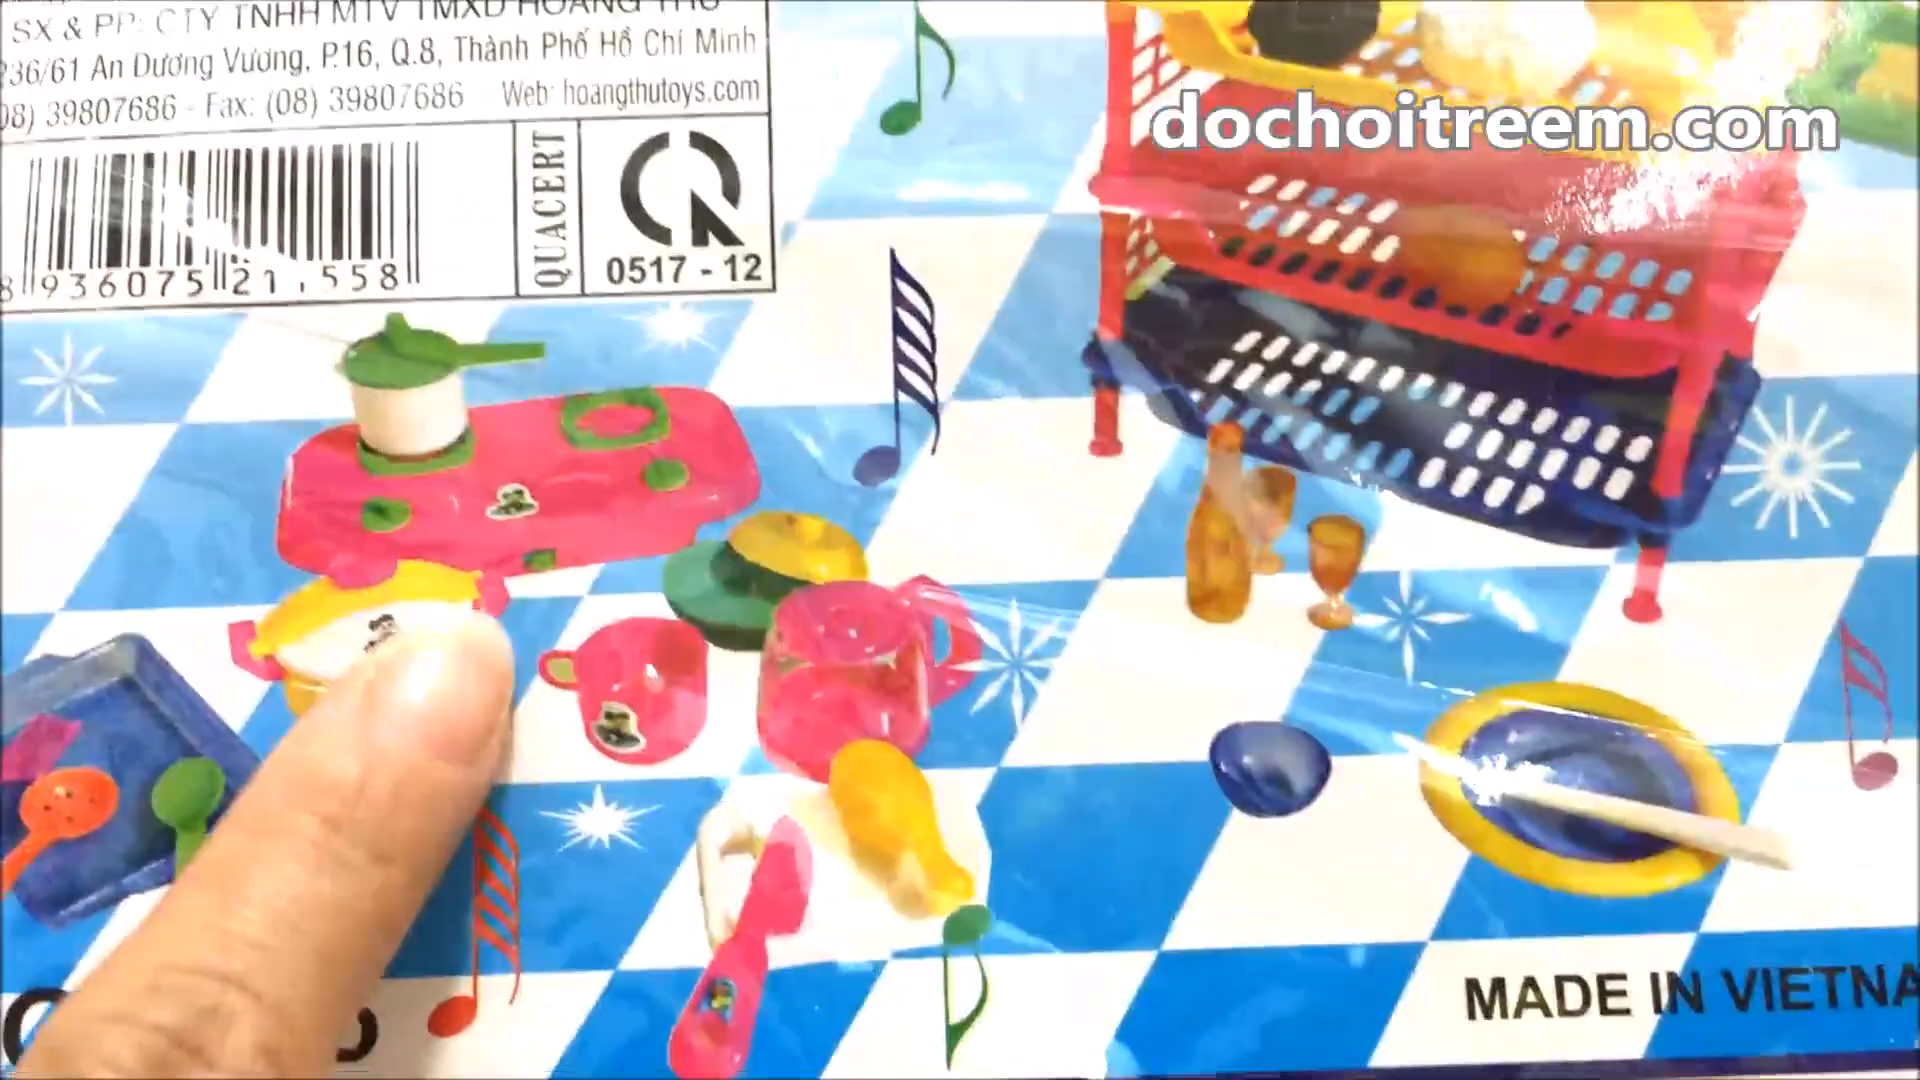 SX & PP: CTY TNHH MTV TMXD HOÀNG THU
236/61 An Dương Vương, P.16, Q.8, Thành Phố Hồ Chí Minh
08) 39807686 - Fax: (08) 39807686 Web: hoangthutoys.com
dochoitreem.com
QUACERT
0517 - 12
8 936075 21 558
MADE IN VIETNA